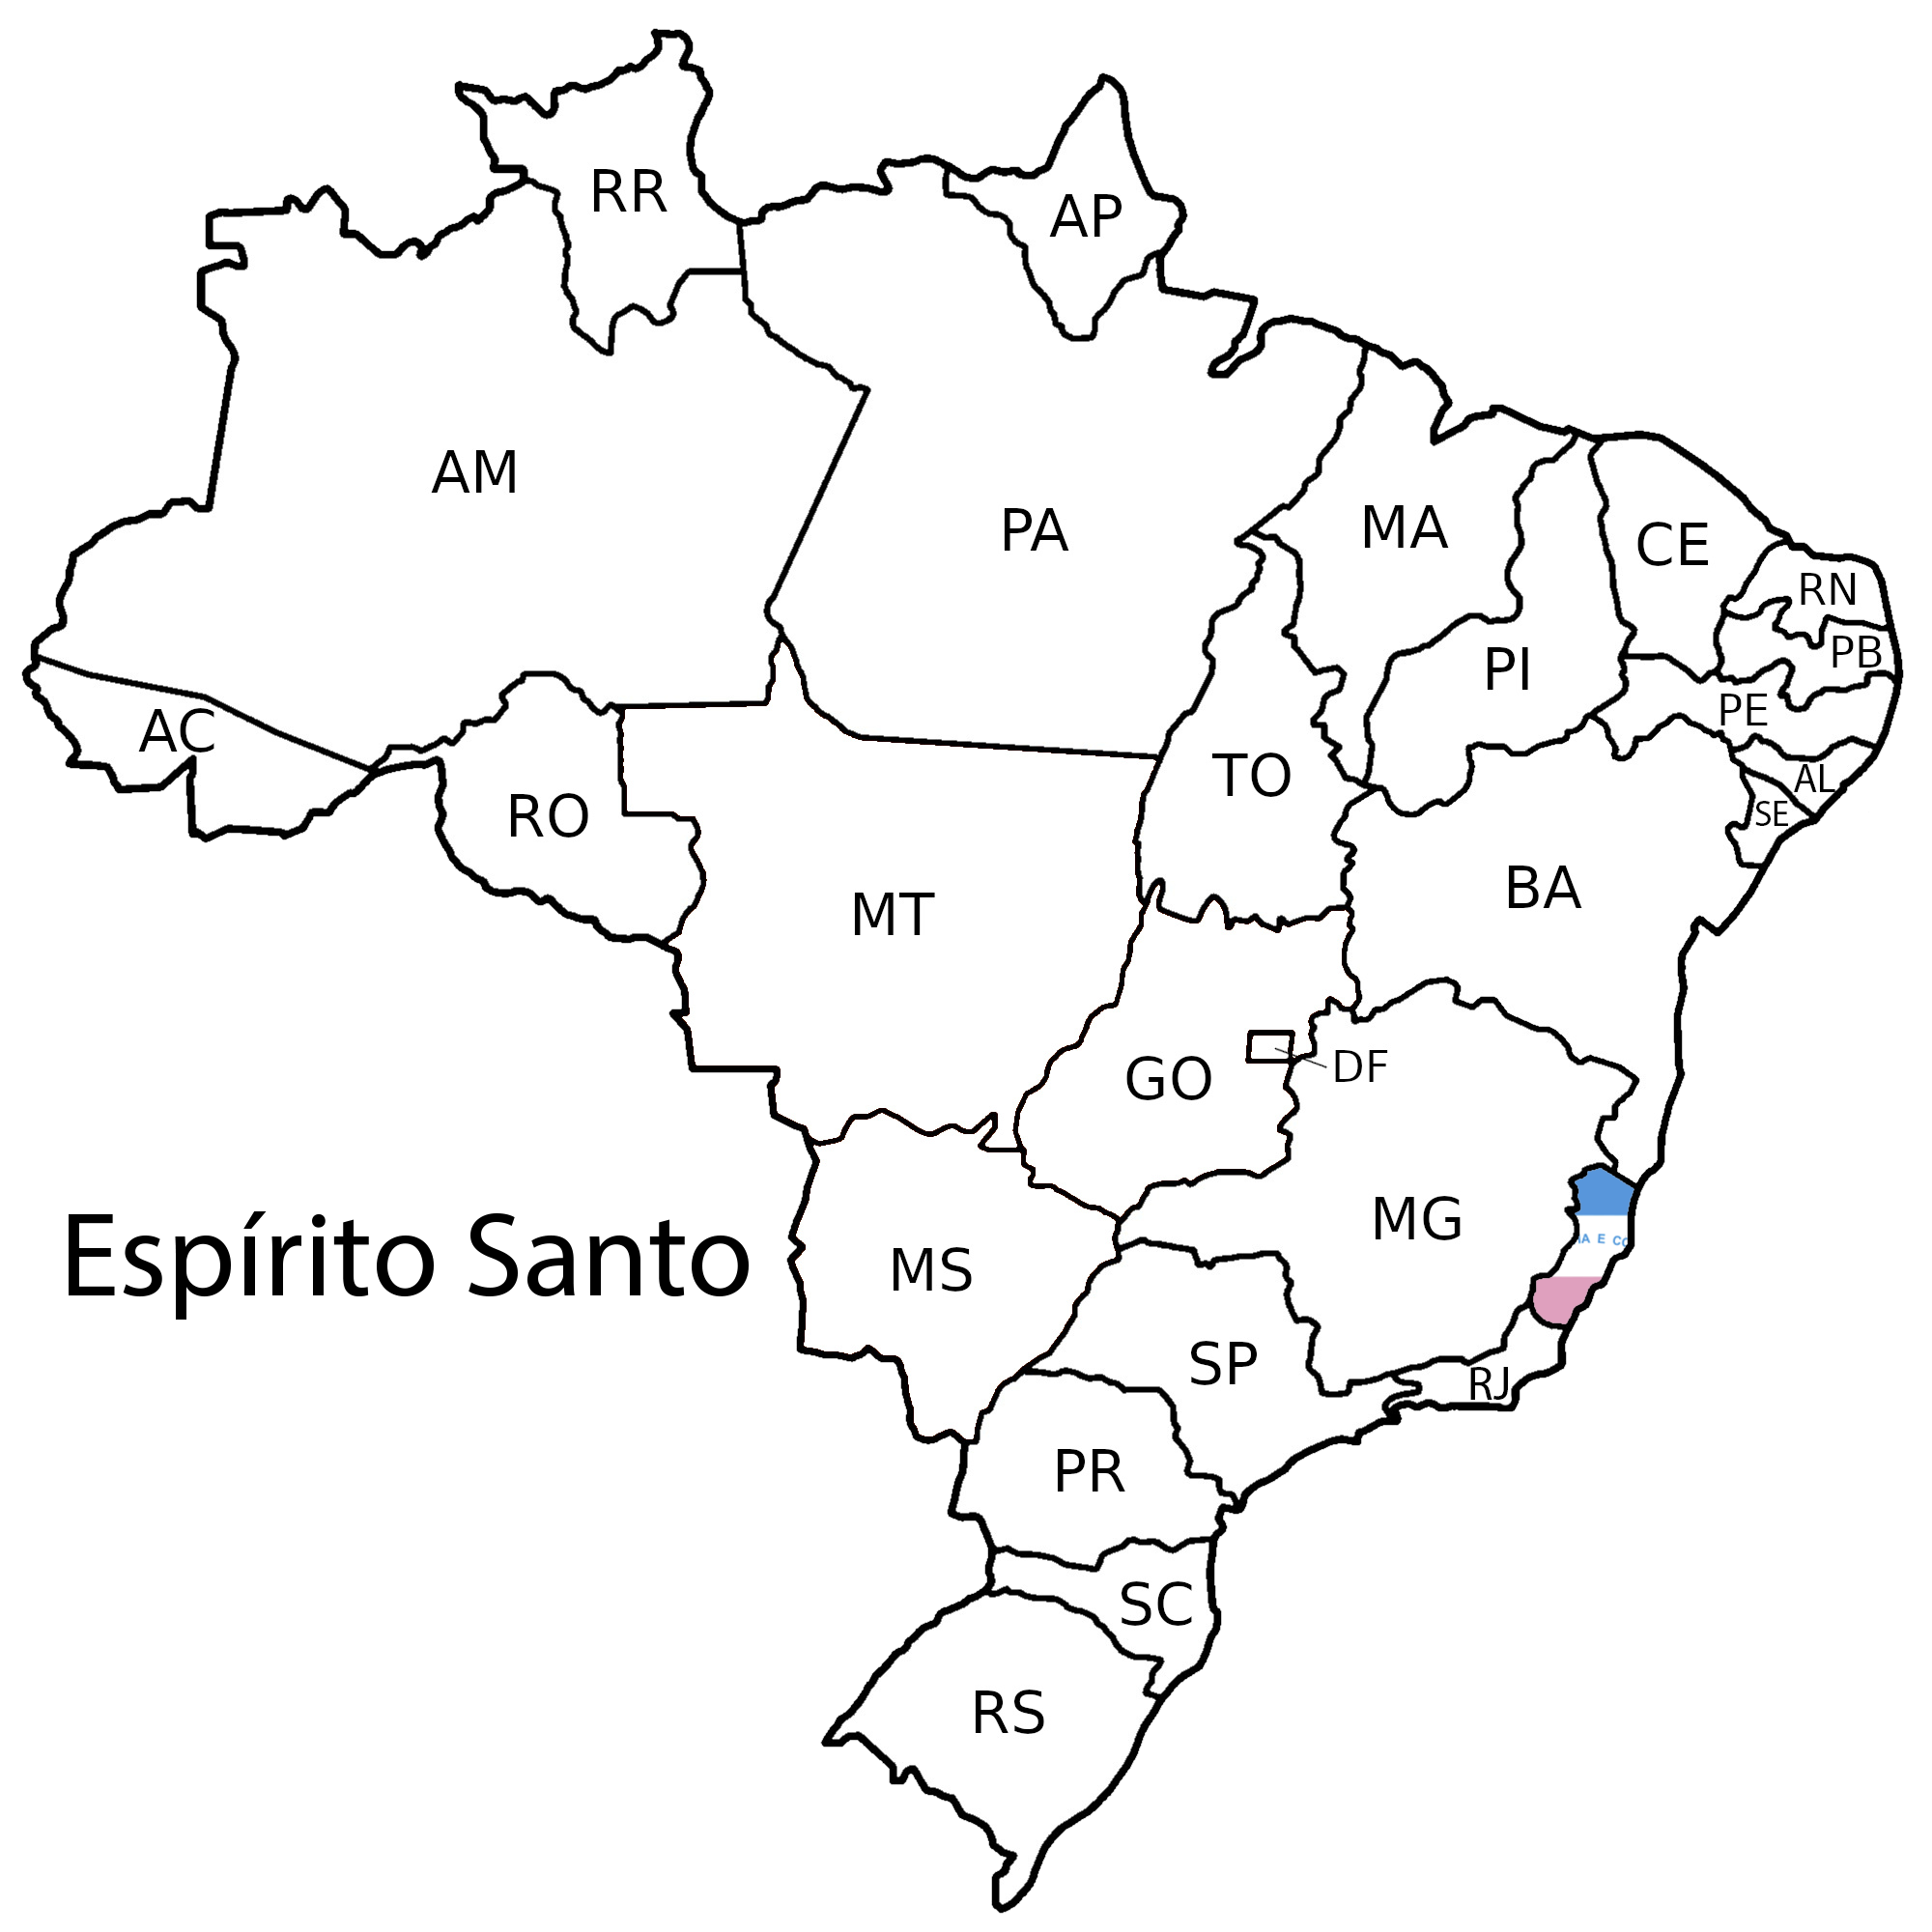 RR
AP
AM
PA
MA
CE
RN
PB
PI
PE
AC
TO
AL
RO
SE
BA
MT
GO
DF
MG
Espírito Santo
A E CO
MS
SP
RJ
PR
SC
RS